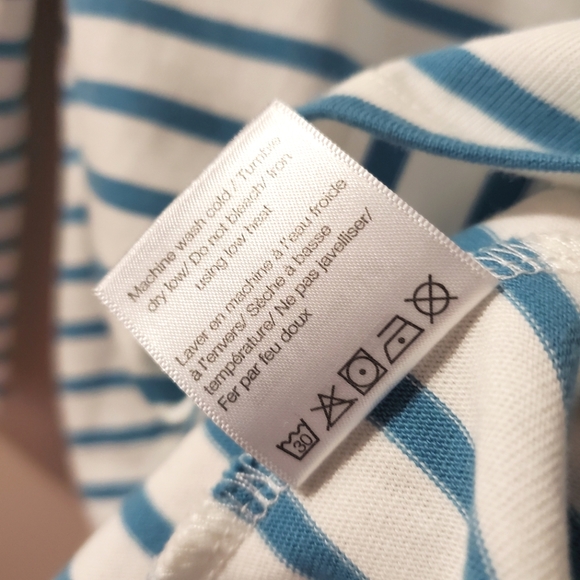 Machine wash cold / Tumble
dry low/ Do not bleach/ Iron
using low heat
Laver en machine à l'eau froide
à l'envers/ Sèche à basse
température/ Ne pas javalliser/
Fer par feu doux
30